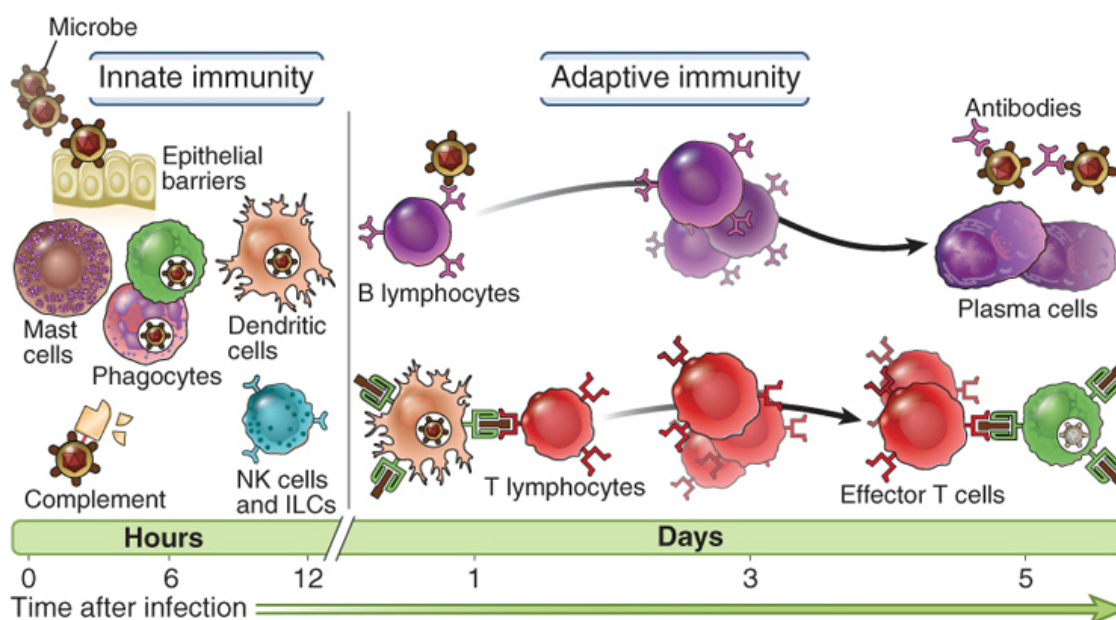 Microbe
Innate immunity
Adaptive immunity
Epithelial
barriers
Antibodies
Mast
cells
Phagocytes
Dendritic
cells
B lymphocytes
Plasma cells
Complement
NK cells
and ILCs
T lymphocytes
Effector T cells
Hours
Days
0
6
12
1
3
5
Time after infection